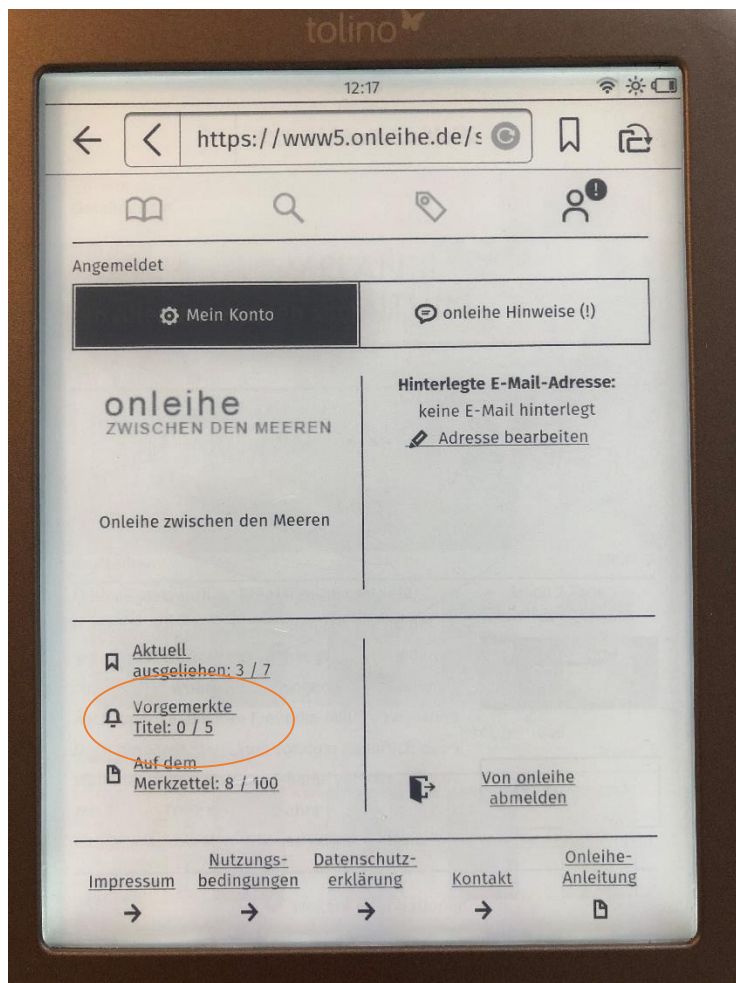 tolino
12:17
https://www5.onleihe.de/s
!
Angemeldet
Mein Konto
onleihe Hinweise (!)
onleihe
ZWISCHEN DEN MEEREN
Onleihe zwischen den Meeren
Hinterlegte E-Mail-Adresse:
keine E-Mail hinterlegt
Adresse bearbeiten
Aktuell
ausgeliehen: 3 / 7
Vorgemerkte
Titel: 0 / 5
Auf dem
Merkzettel: 8 / 100
Von onleihe
abmelden
Impressum
Nutzungs-
bedingungen
Datenschutz-
erklärung
Kontakt
Onleihe-
Anleitung